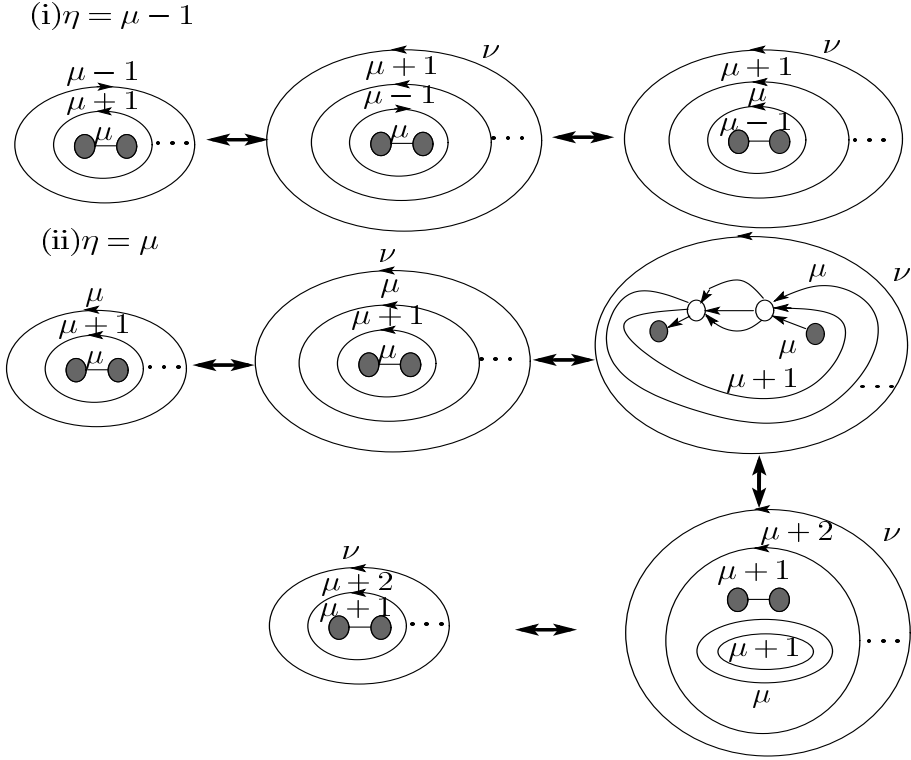 (i)η = μ − 1
μ − 1
μ + 1
μ
···
ν
μ + 1
μ − 1
μ
···
ν
μ + 1
μ
μ − 1
···
(ii)η = μ
μ
μ + 1
μ
···
ν
μ
μ + 1
μ
···
ν
μ
μ
μ + 1
···
ν
μ + 2
μ + 1
···
ν
μ + 2
μ + 1
μ + 1
μ
···